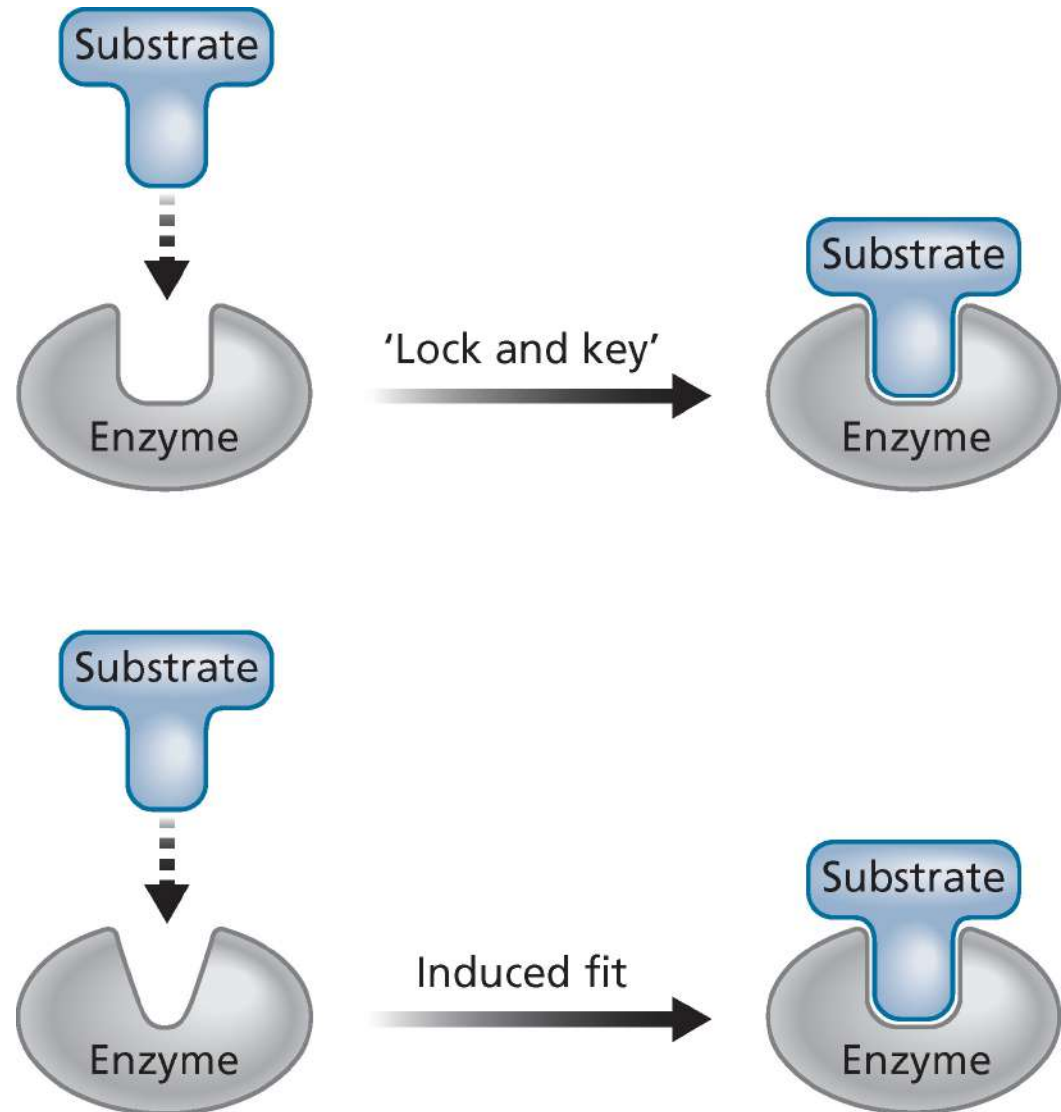 Substrate
Substrate
'Lock and key'
Enzyme
Enzyme
Substrate
Substrate
Induced fit
Enzyme
Enzyme